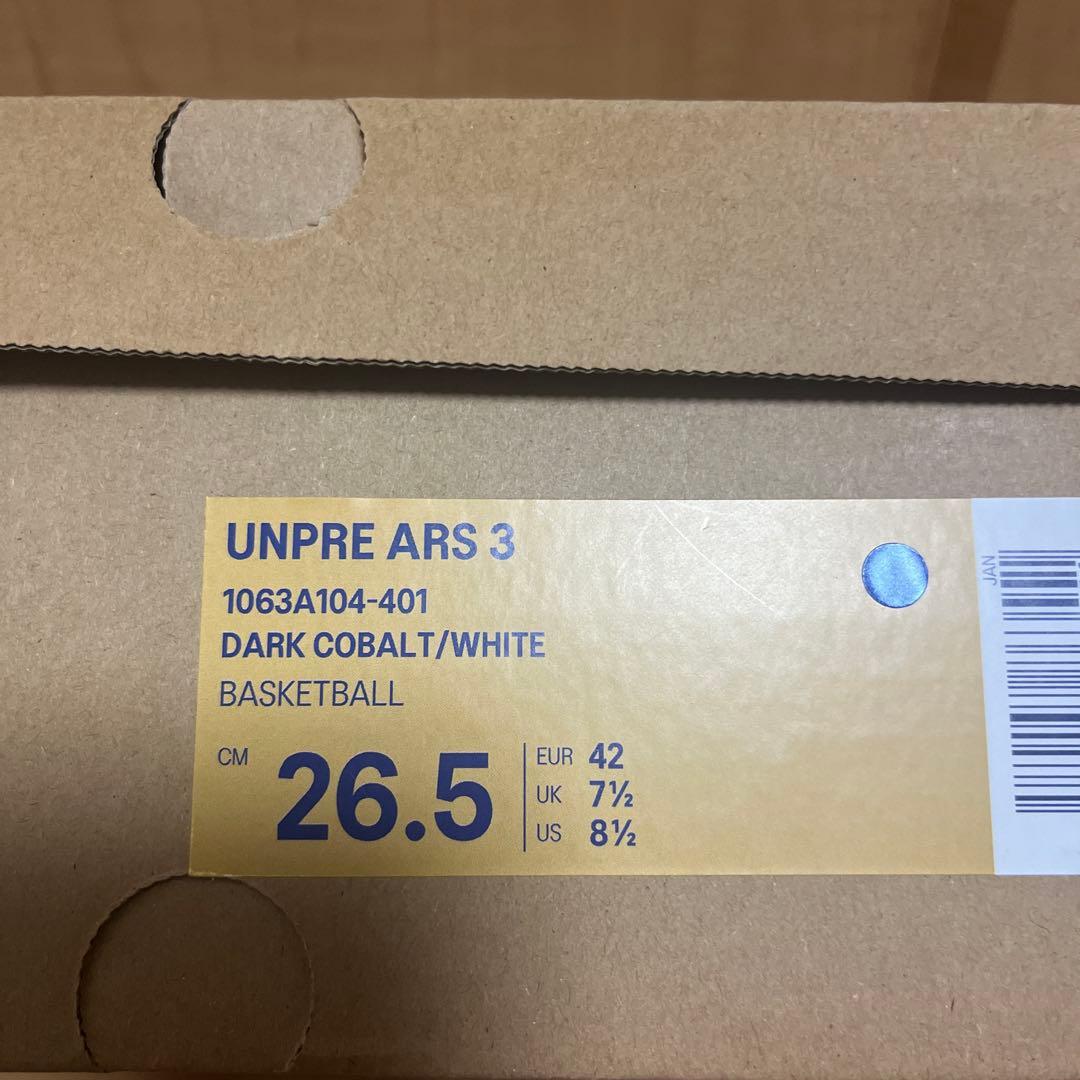 UNPRE ARS 3
1063A104-401
DARK COBALT/WHITE
BASKETBALL
CM 26.5
EUR 42
UK 7½
US 8½
JAN